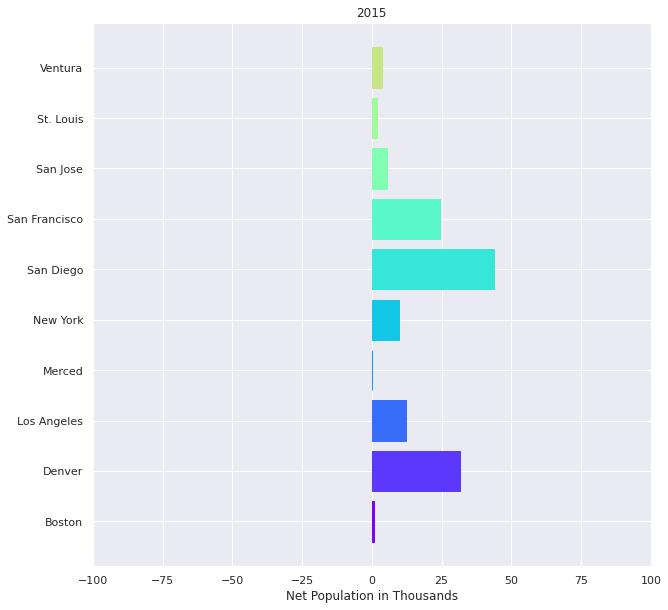 2015
Ventura
St. Louis
San Jose
San Francisco
San Diego
New York
Merced
Los Angeles
Denver
Boston
−100 −75 −50 −25 0 25 50 75 100
Net Population in Thousands